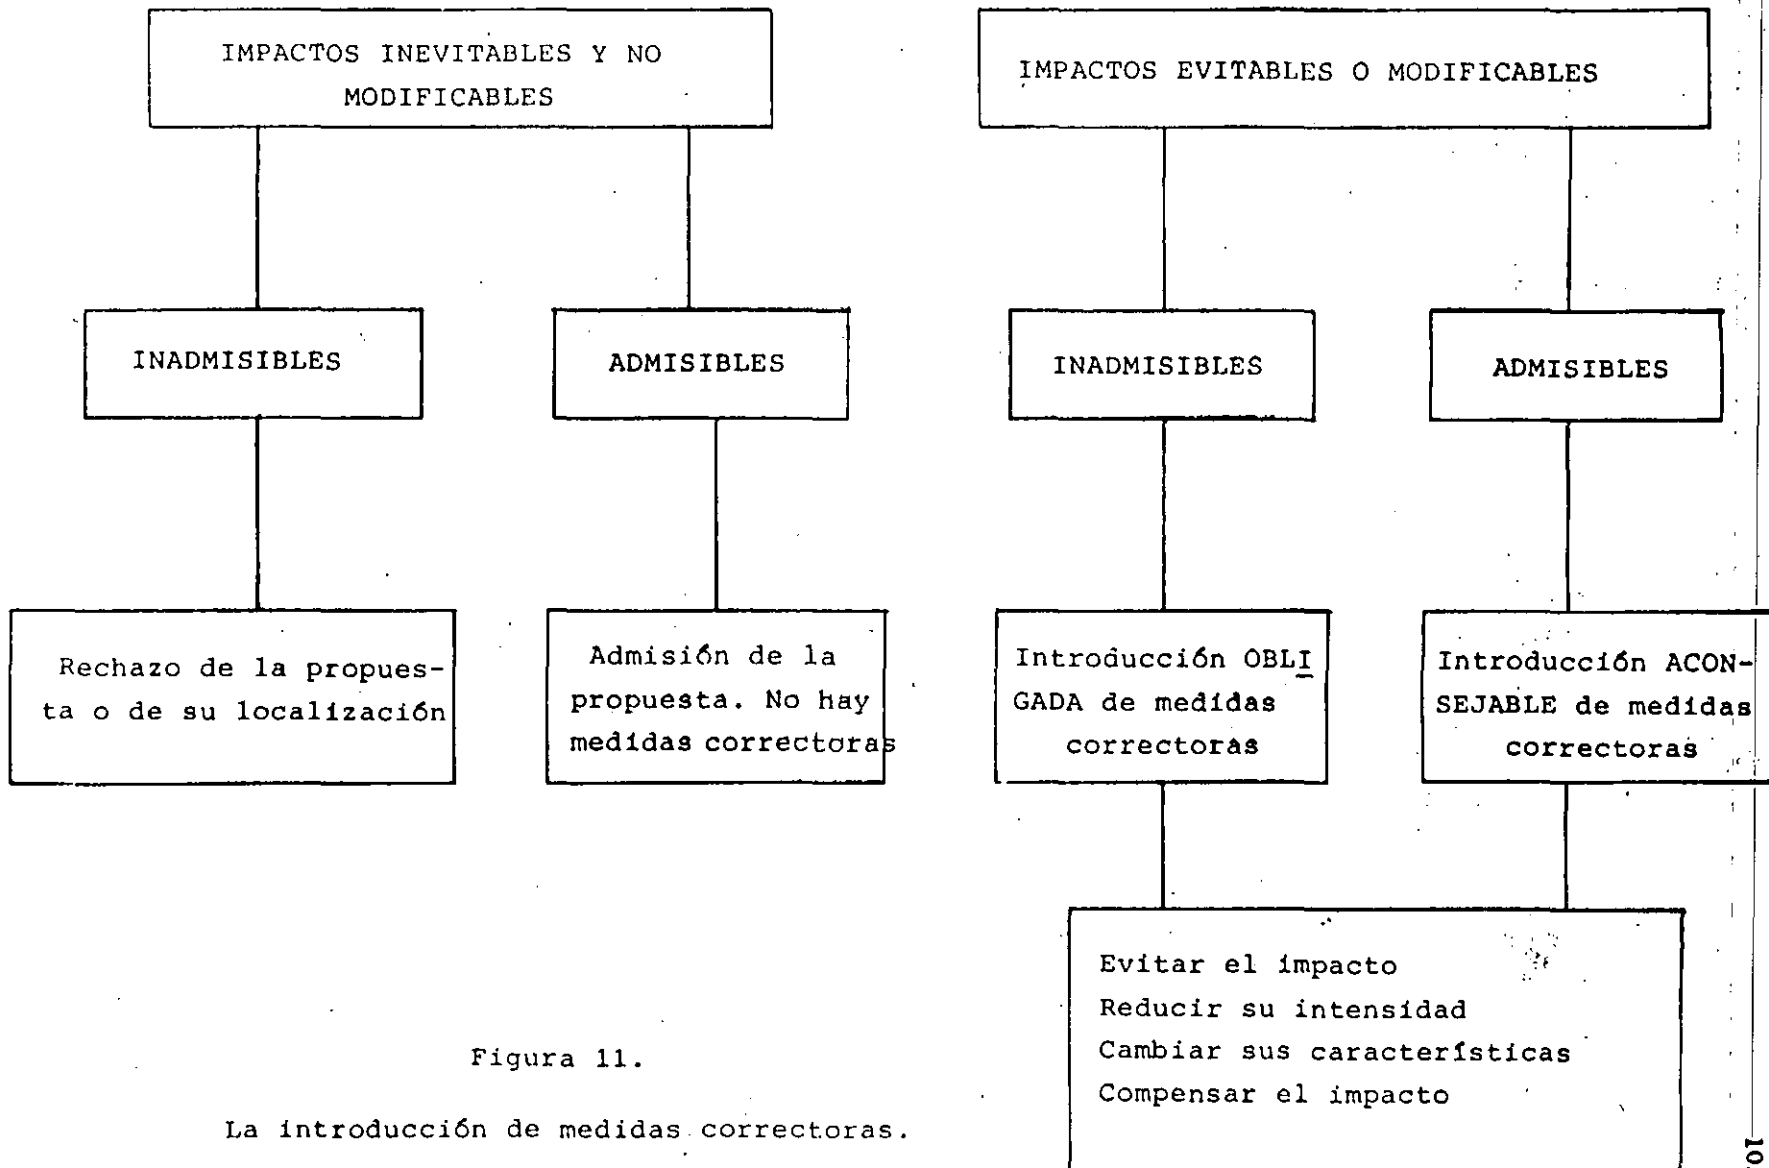 IMPACTOS INEVITABLES Y NO
MODIFICABLES
IMPACTOS EVITABLES O MODIFICABLES
INADMISIBLES
ADMISIBLES
INADMISIBLES
ADMISIBLES
Rechazo de la propues-
ta o de su localización
Admisión de la
propuesta. No hay
medidas correctoras
Introducción OBLI
GADA de medidas
correctoras
Introducción ACON-
SEJABLE de medidas
correctoras
Evitar el impacto
Reducir su intensidad
Cambiar sus características
Compensar el impacto
Figura 11.
La introducción de medidas correctoras.
10